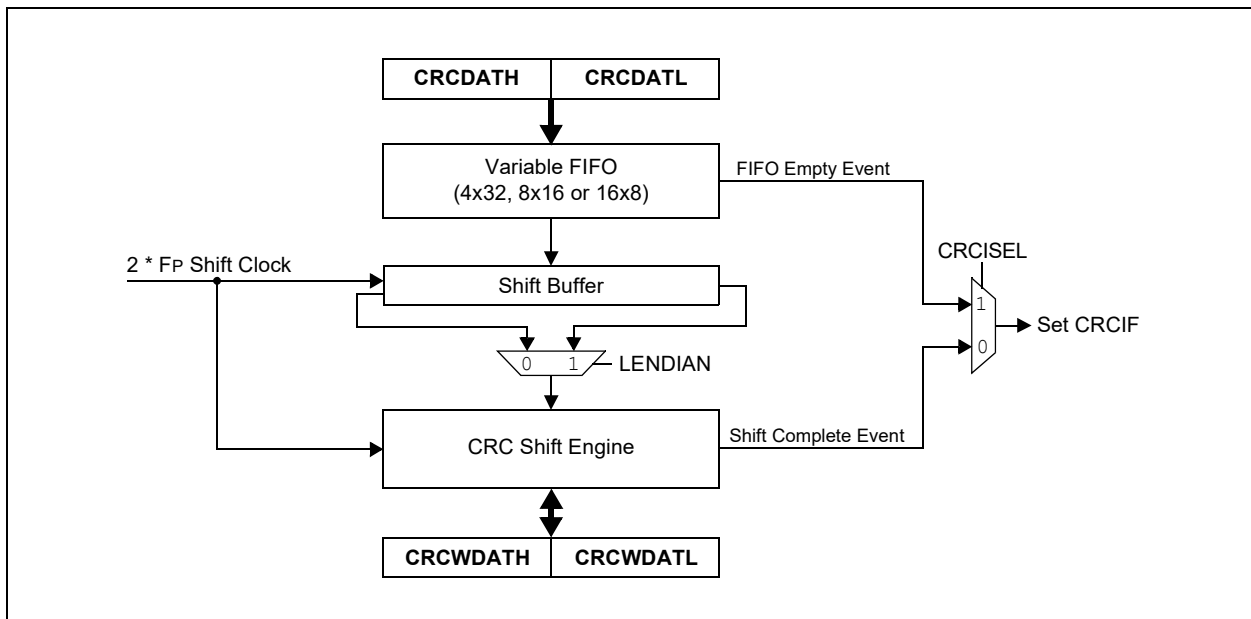 CRCDATH CRCDATL
Variable FIFO
(4x32, 8x16 or 16x8)
FIFO Empty Event
2 * FP Shift Clock
Shift Buffer
CRCISEL
1
Set CRCIF
0
0 1
LENDIAN
CRC Shift Engine
Shift Complete Event
CRCWDATH CRCWDATL